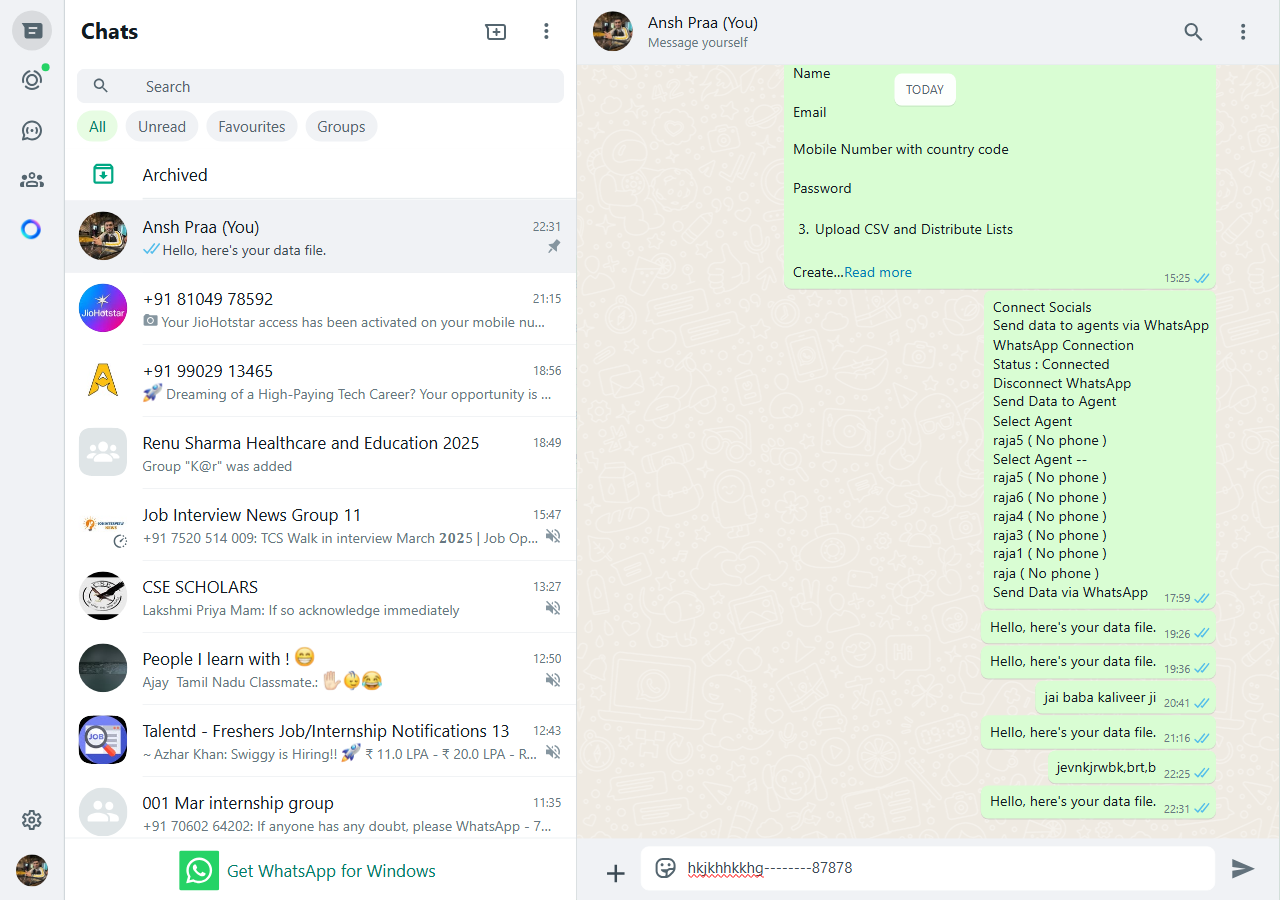 Chats
Search
All
Unread
Favourites
Groups
Archived
Ansh Praa (You)
22:31
Hello, here's your data file.
JioHotstar
+91 81049 78592
21:15
Your JioHotstar access has been activated on your mobile nu...
+91 99029 13465
18:56
🚀 Dreaming of a High-Paying Tech Career? Your opportunity is ...
Renu Sharma Healthcare and Education 2025
18:49
Group "K@r" was added
Job Interview News Group 11
15:47
+91 7520 514 009: TCS Walk in interview March 𝟐𝟎𝟐5 | Job Op...
CSE SCHOLARS
13:27
Lakshmi Priya Mam: If so acknowledge immediately
People I learn with ! 😁
12:50
Ajay Tamil Nadu Classmate.: ✋🏻🫡😂
JOB
Talentd - Freshers Job/Internship Notifications 13
12:43
~ Azhar Khan: Swiggy is Hiring!! 🚀 ₹ 11.0 LPA - ₹ 20.0 LPA - R...
001 Mar internship group
11:35
+91 70602 64202: If anyone has any doubt, please WhatsApp - 7...
Get WhatsApp for Windows
Ansh Praa (You)
Message yourself
TODAY
Name
Email
Mobile Number with country code
Password
3. Upload CSV and Distribute Lists
Create...Read more
15:25
Connect Socials
Send data to agents via WhatsApp
WhatsApp Connection
Status : Connected
Disconnect WhatsApp
Send Data to Agent
Select Agent
raja5 ( No phone )
Select Agent --
raja5 ( No phone )
raja6 ( No phone )
raja4 ( No phone )
raja3 ( No phone )
raja1 ( No phone )
raja ( No phone )
Send Data via WhatsApp
17:59
Hello, here's your data file.
19:26
Hello, here's your data file.
19:36
jai baba kaliveer ji
20:41
Hello, here's your data file.
21:16
jevnkjrwbk,brt,b
22:25
Hello, here's your data file.
22:31
hkjkhhkkhg--------87878